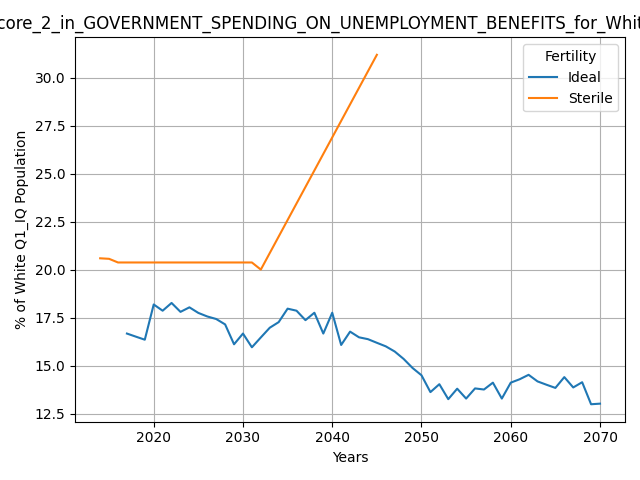 core_2_in_GOVERNMENT_SPENDING_ON_UNEMPLOYMENT_BENEFITS_for_Whit
Fertility
Ideal
Sterile
% of White Q1_IQ Population
30.0
27.5
25.0
22.5
20.0
17.5
15.0
12.5
2020 2030 2040 2050 2060 2070
Years